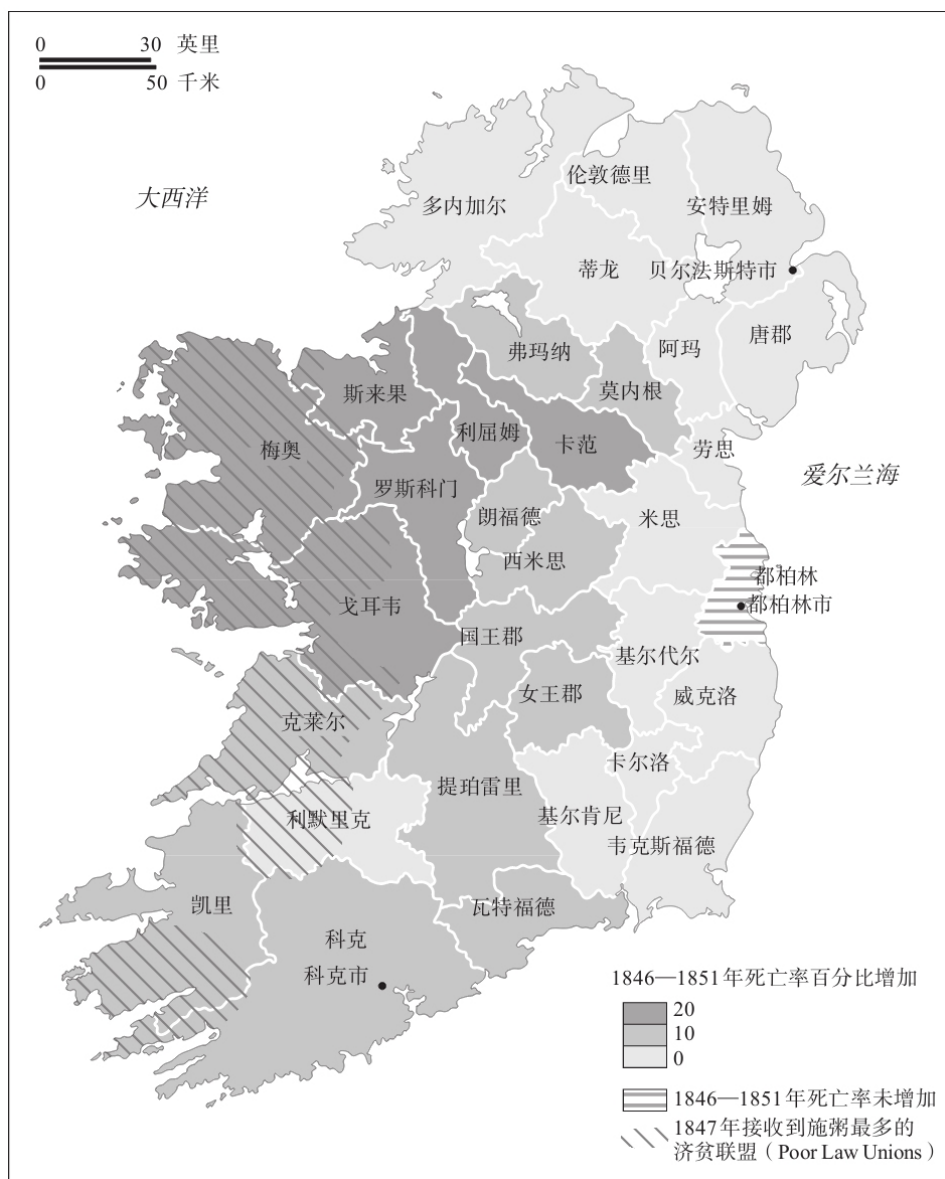 0 30 英里
0 50 千米
大西洋
伦敦德里
多内加尔
安特里姆
蒂龙
贝尔法斯特市
唐郡
弗玛纳
阿玛
斯来果
莫内根
利屈姆
卡范
梅奥
劳思
爱尔兰海
罗斯科门
朗福德
米思
西米思
都柏林
戈耳韦
都柏林市
国王郡
基尔代尔
女王郡
威克洛
克莱尔
卡尔洛
提珀雷里
利默里克
基尔肯尼
韦克斯福德
凯里
瓦特福德
科克
科克市
1846—1851年死亡率百分比增加
20
10
0
1846—1851年死亡率未增加
1847年接收到施粥最多的
济贫联盟（Poor Law Unions）